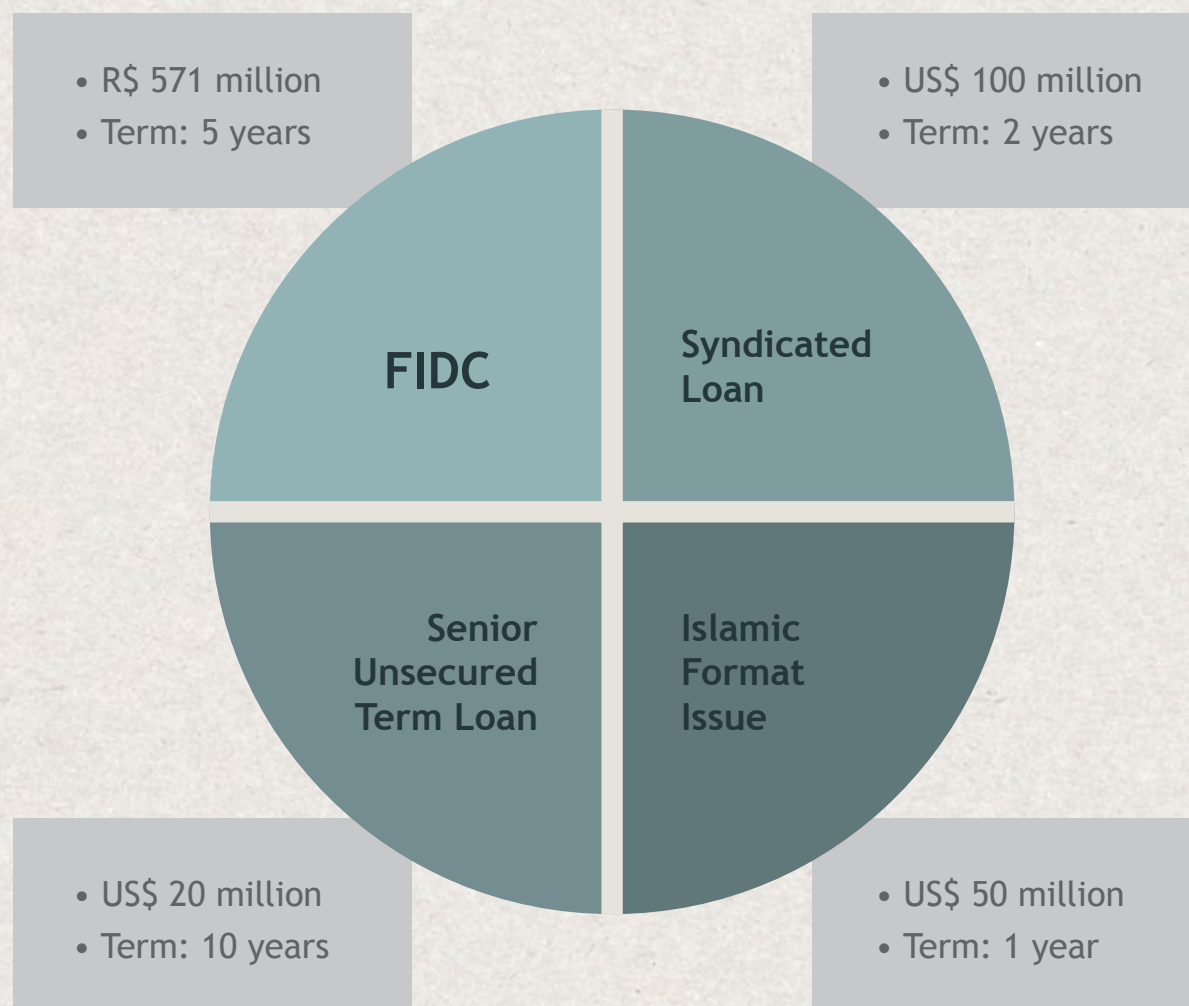 • R$ 571 million
• Term: 5 years
• US$ 100 million
• Term: 2 years
FIDC
Syndicated
Loan
Senior
Unsecured
Term Loan
Islamic
Format
Issue
• US$ 20 million
• Term: 10 years
• US$ 50 million
• Term: 1 year